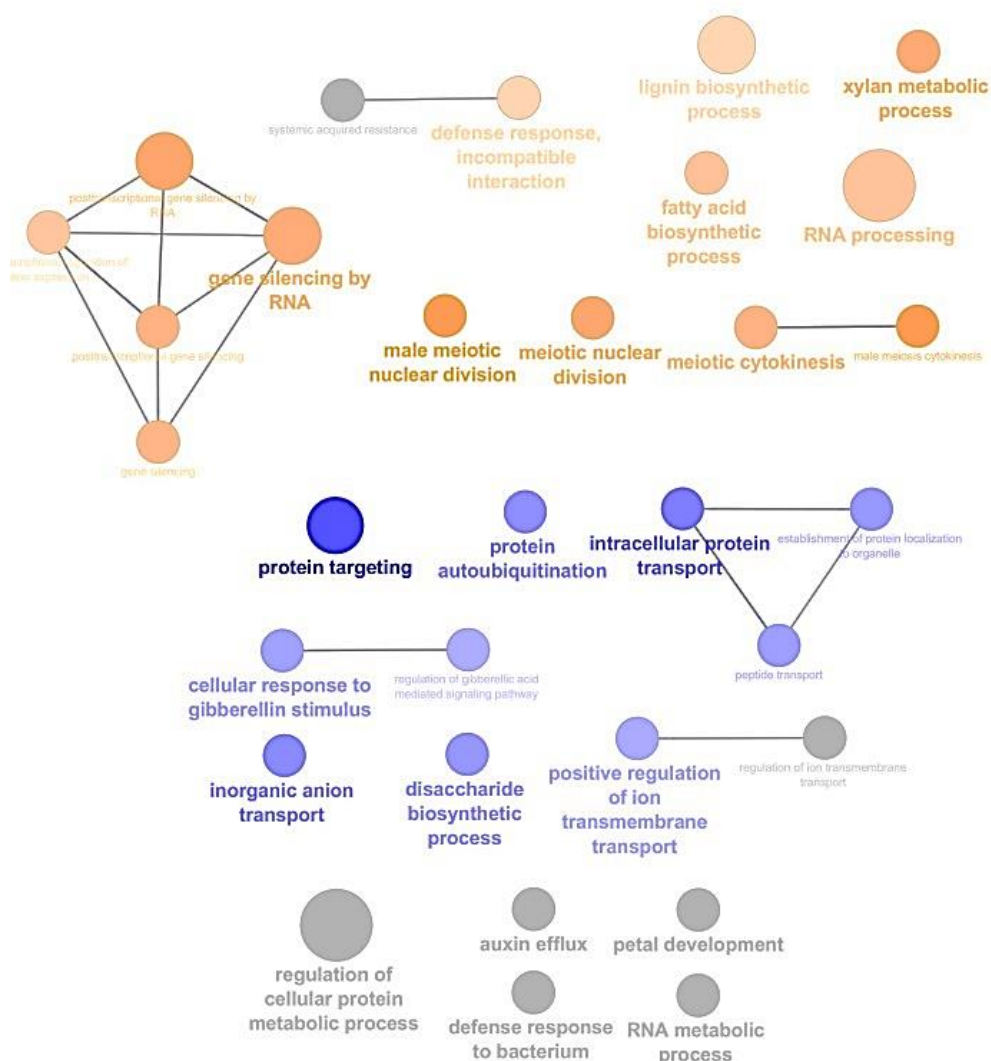 lignin biosynthetic
process
xylan metabolic
process
systemic acquired resistance
defense response,
incompatible
interaction
fatty acid
biosynthetic
process
RNA processing
posttranscriptional gene silencing by
RNA
gene silencing by
RNA
posttranscriptional gene silencing
gene silencing
male meiotic
nuclear division
meiotic nuclear
division
meiotic cytokinesis
male meiosis cytokinesis
protein targeting
protein
autoubiquitination
intracellular protein
transport
establishment of protein localization
to organelle
peptide transport
cellular response to
gibberellin stimulus
regulation of gibberellic acid
mediated signaling pathway
inorganic anion
transport
disaccharide
biosynthetic
process
positive regulation
of ion
transmembrane
transport
regulation of ion transmembrane
transport
regulation of
cellular protein
metabolic process
auxin efflux
petal development
defense response
to bacterium
RNA metabolic
process